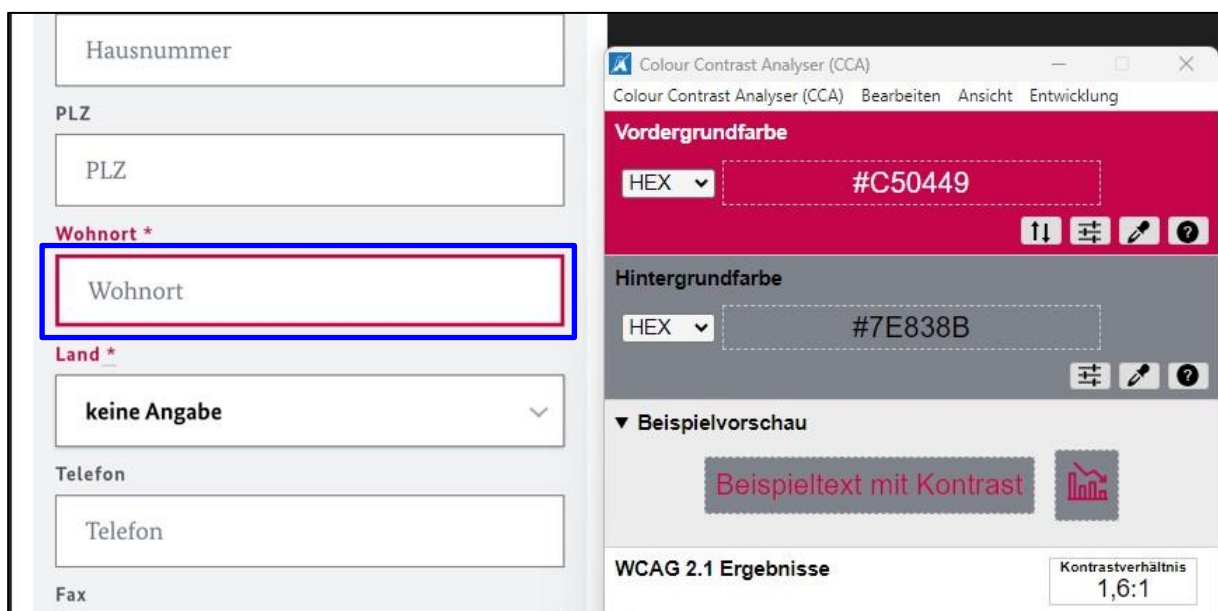 Hausnummer
PLZ
PLZ
Wohnort *
Wohnort
Land *
keine Angabe
Telefon
Telefon
Fax
Colour Contrast Analyser (CCA)
Colour Contrast Analyser (CCA) Bearbeiten Ansicht Entwicklung
Vordergrundfarbe
HEX #C50449
Hintergrundfarbe
HEX #7E838B
▼ Beispielvorschau
Beispieltext mit Kontrast
WCAG 2.1 Ergebnisse
Kontrastverhältnis
1,6:1